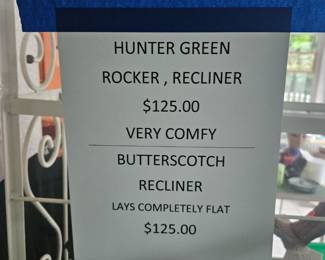 HUNTER GREEN
ROCKER , RECLINER
$125.00
VERY COMFY
BUTTERSCOTCH
RECLINER
LAYS COMPLETELY FLAT
$125.00